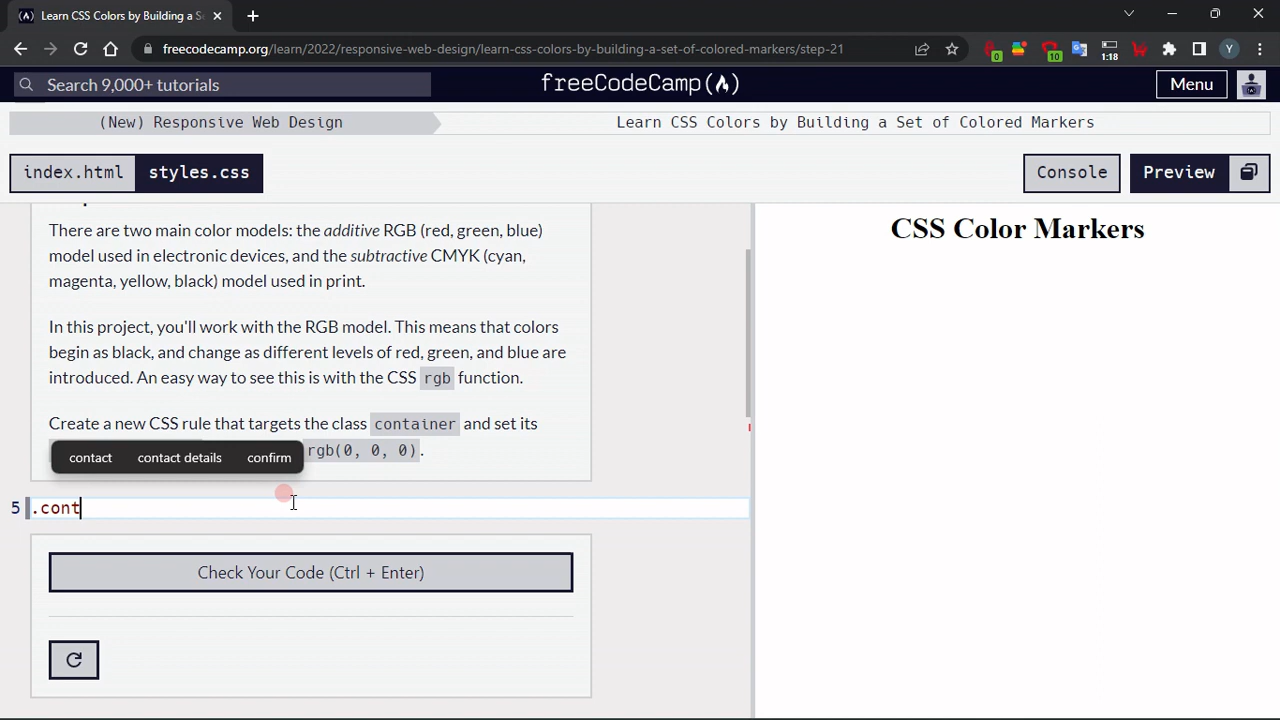 Learn CSS Colors by Building a S
freecodecamp.org/learn/2022/responsive-web-design/learn-css-colors-by-building-a-set-of-colored-markers/step-21
0
10
1:18
Y
Search 9,000+ tutorials
freeCodeCamp
Menu
(New) Responsive Web Design
Learn CSS Colors by Building a Set of Colored Markers
index.html
styles.css
Console
Preview
There are two main color models: the additive RGB (red, green, blue)
model used in electronic devices, and the subtractive CMYK (cyan,
magenta, yellow, black) model used in print.
In this project, you'll work with the RGB model. This means that colors
begin as black, and change as different levels of red, green, and blue are
introduced. An easy way to see this is with the CSS rgb function.
Create a new CSS rule that targets the class container and set its
rgb(0, 0, 0).
contact contact details confirm
5 .cont
Check Your Code (Ctrl + Enter)
CSS Color Markers